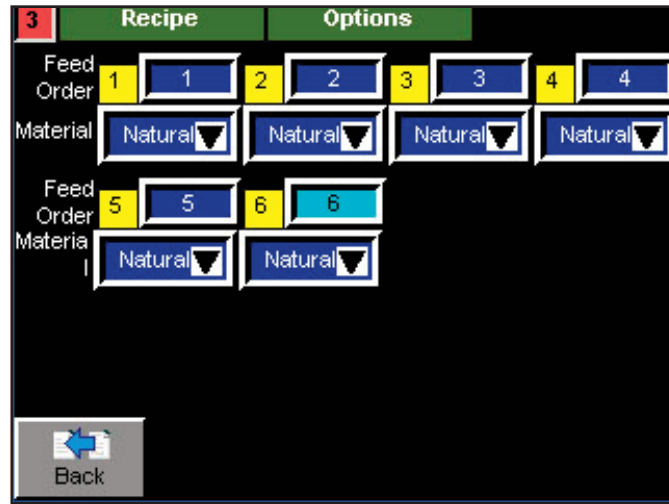 3 Recipe Options
Feed
Order 1 1 2 2 3 3 4 4
Material Natural Natural Natural Natural
Feed
Order 5 5 6 6
Materia
l Natural Natural
Back